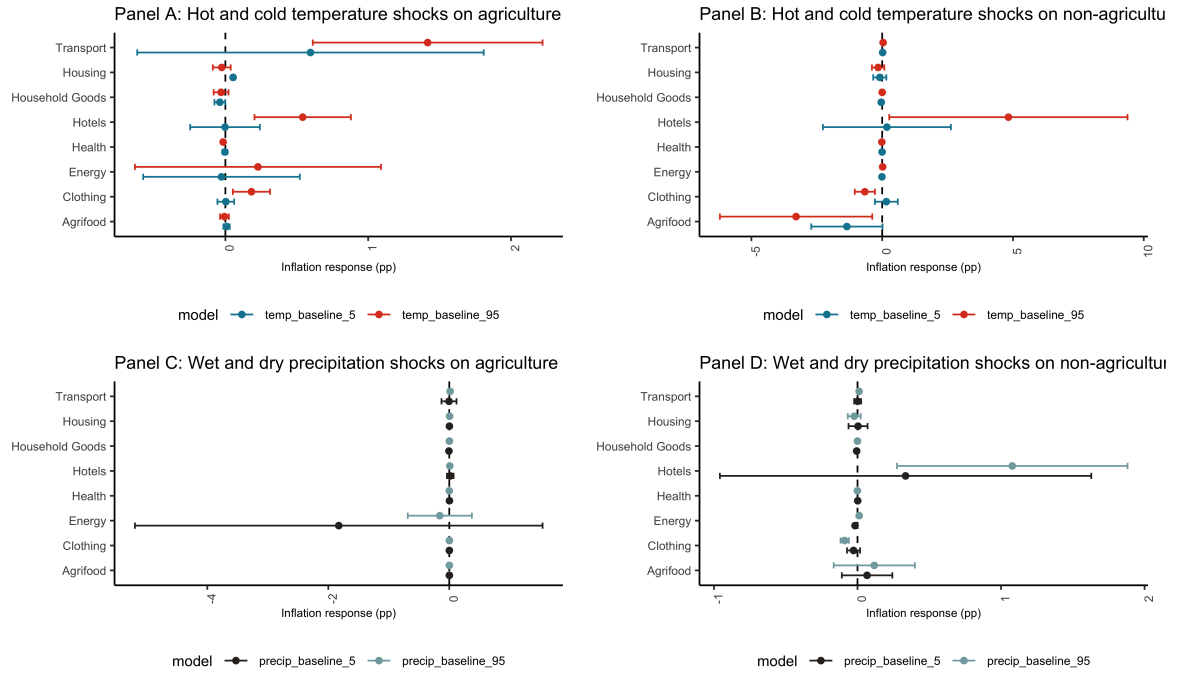 Panel A: Hot and cold temperature shocks on agriculture
Transport
Housing
Household Goods
Hotels
Health
Energy
Clothing
Agrifood
0
1
2
Inflation response (pp)
model
temp_baseline_5
temp_baseline_95
Panel B: Hot and cold temperature shocks on non-agricultu
Transport
Housing
Household Goods
Hotels
Health
Energy
Clothing
Agrifood
-5
0
5
10
Inflation response (pp)
model
temp_baseline_5
temp_baseline_95
Panel C: Wet and dry precipitation shocks on agriculture
Transport
Housing
Household Goods
Hotels
Health
Energy
Clothing
Agrifood
-4
-2
0
Inflation response (pp)
model
precip_baseline_5
precip_baseline_95
Panel D: Wet and dry precipitation shocks on non-agricultur
Transport
Housing
Household Goods
Hotels
Health
Energy
Clothing
Agrifood
-1
0
1
2
Inflation response (pp)
model
precip_baseline_5
precip_baseline_95